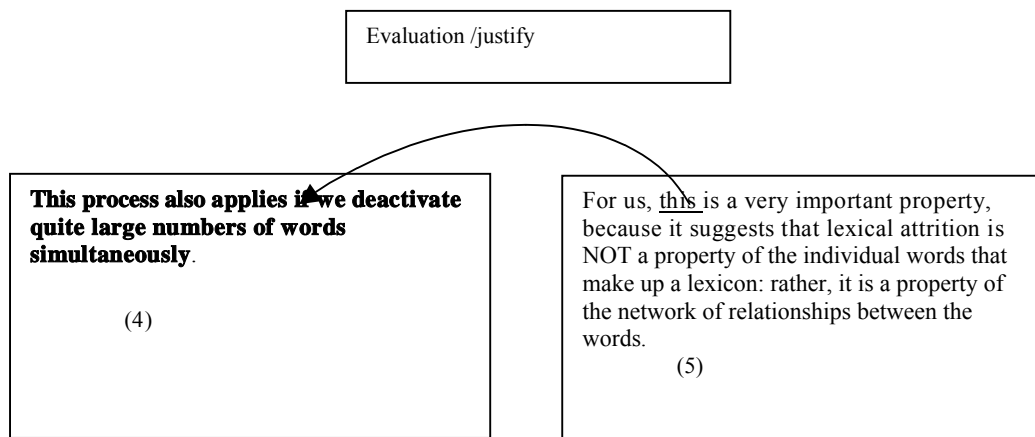 Evaluation /justify
This process also applies if we deactivate
quite large numbers of words
simultaneously.
(4)
For us, this is a very important property,
because it suggests that lexical attrition is
NOT a property of the individual words that
make up a lexicon: rather, it is a property of
the network of relationships between the
words.
(5)